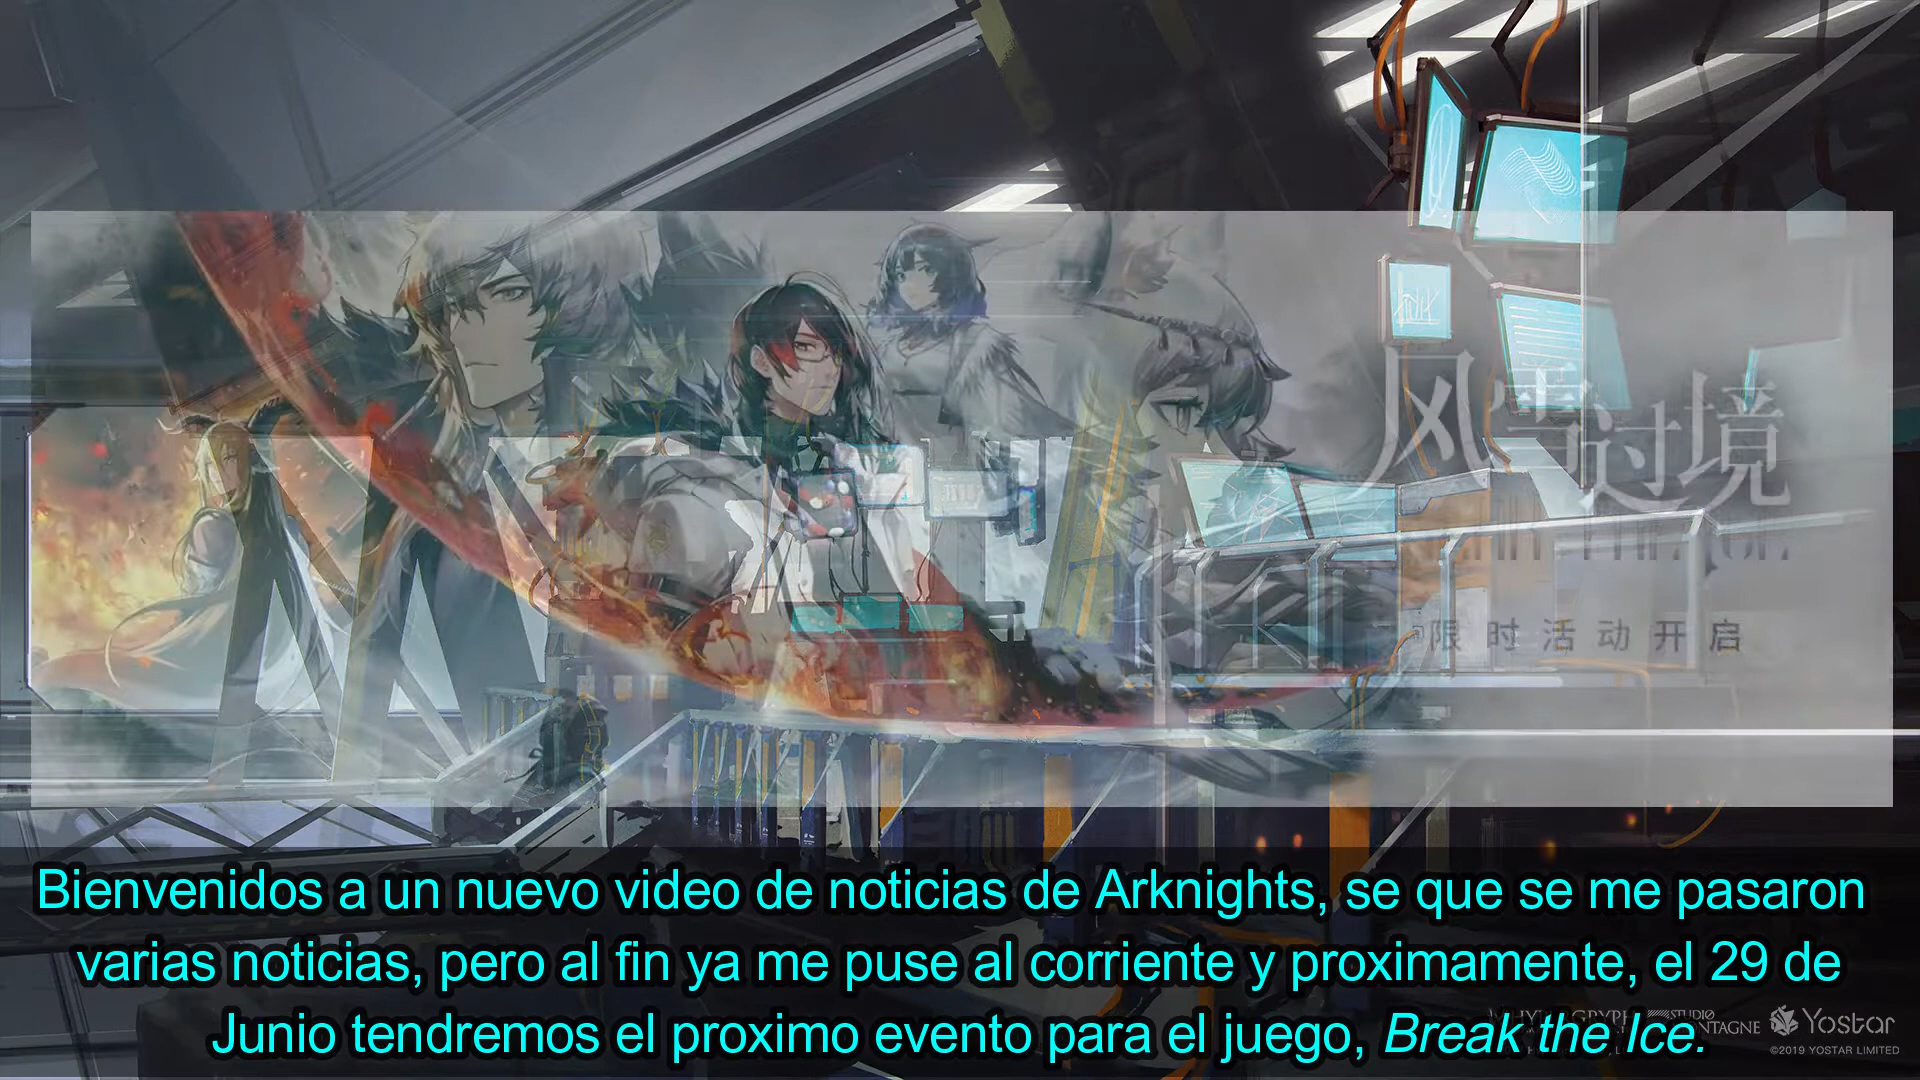 风雪过境
限时活动开启
Bienvenidos a un nuevo video de noticias de Arknights, se que se me pasaron
varias noticias, pero al fin ya me puse al corriente y proximamente, el 29 de
Junio tendremos el proximo evento para el juego, Break the Ice.
Yostar
©2019 YOSTAR LIMITED